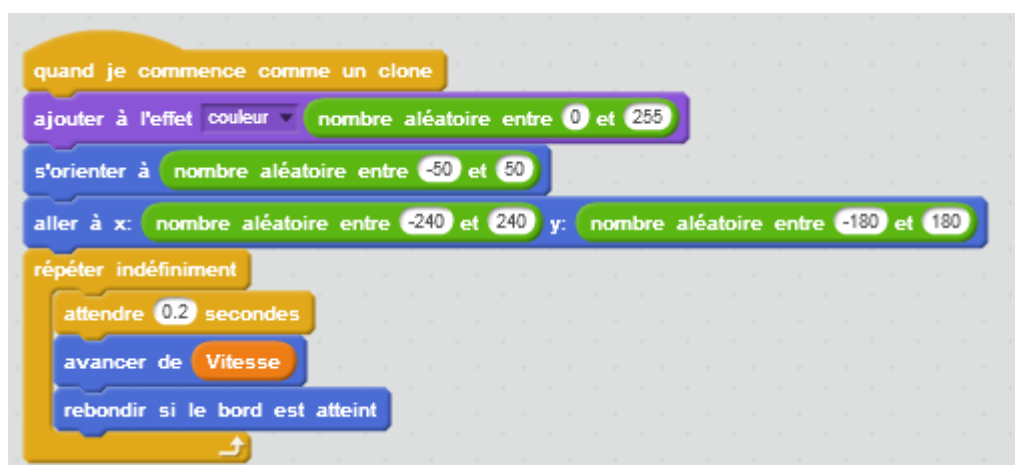 quand je commence comme un clone
ajouter à l'effet couleur nombre aléatoire entre 0 et 255
s'orienter à nombre aléatoire entre -50 et 50
aller à x: nombre aléatoire entre -240 et 240 y: nombre aléatoire entre -180 et 180
répéter indéfiniment
attendre 0.2 secondes
avancer de Vitesse
rebondir si le bord est atteint